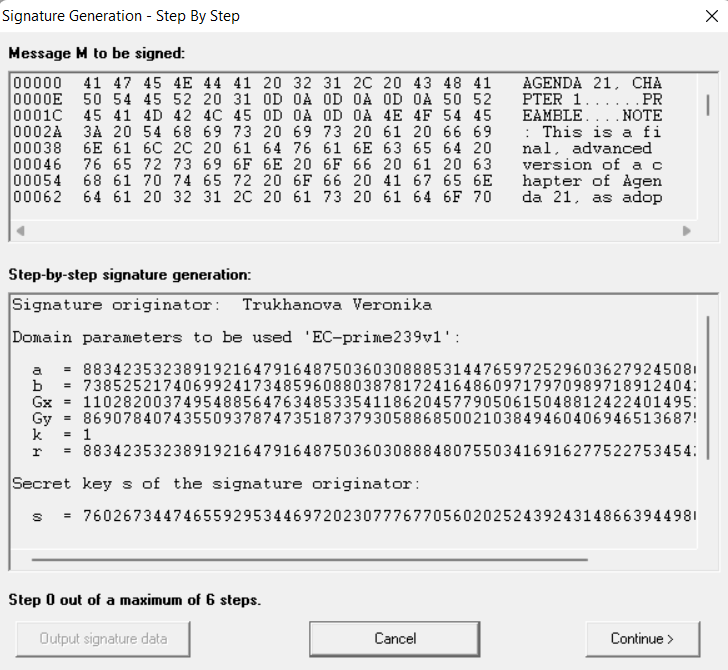 Signature Generation - Step By Step
Message M to be signed:
00000 41 47 45 4E 44 41 20 32 31 2C 20 43 48 41 AGENDA 21, CHA
0000E 50 54 45 52 20 31 0D 0A 0D 0A 0D 0A 50 52 PTER 1......PR
0001C 45 41 4D 42 4C 45 0D 0A 0D 0A 4E 4F 54 45 EAMBLE....NOTE
0002A 3A 20 54 68 69 73 20 69 73 20 61 20 66 69 : This is a fi
00038 6E 61 6C 2C 20 61 64 76 61 6E 63 65 64 20 nal, advanced
00046 76 65 72 73 69 6F 6E 20 6F 66 20 61 20 63 version of a c
00054 68 61 70 74 65 72 20 6F 66 20 41 67 65 6E hapter of Agen
00062 64 61 20 32 31 2C 20 61 73 20 61 64 6F 70 da 21, as adop
Step-by-step signature generation:
Signature originator: Trukhanova Veronika
Domain parameters to be used 'EC-prime239v1':
a = 8834235323891921647916487503603088853144765972529603627924508
b = 7385252174069924173485960880387817241648609717970989718912404
Gx = 1102820037495488564763485335411862045779050615048812422401495
Gy = 86907840743550937874735187379305886850021038494604069465136875
k = 1
r = 88342353238919216479164875036030888480755034169162775227534542
Secret key s of the signature originator:
s = 76026734474655929534469720230777677056020252439243148663944980
Step 0 out of a maximum of 6 steps.
Output signature data
Cancel
Continue >